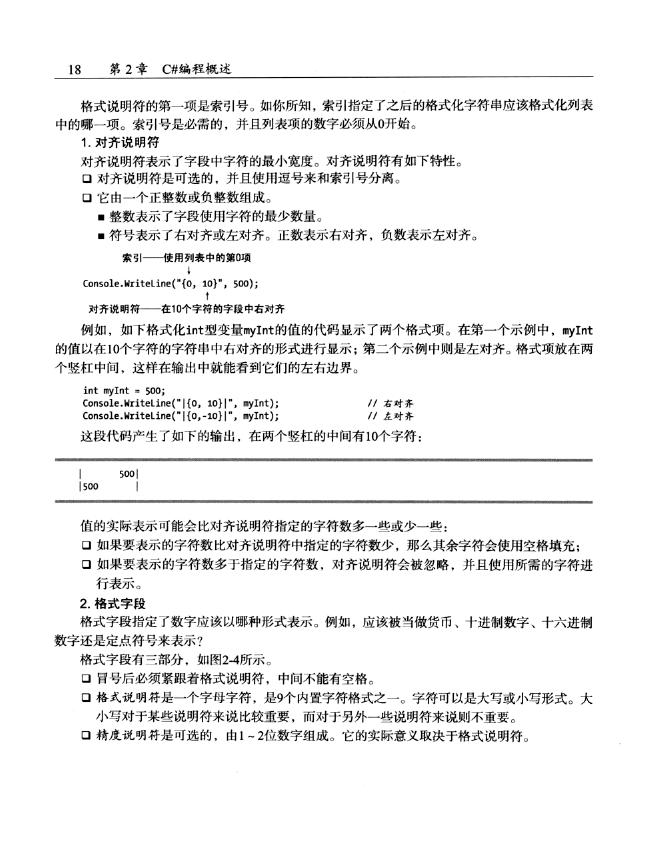 18 第 2 章 C#编程概述
格式说明符的第一项是索引号。如你所知，索引指定了之后的格式化字符串应该格式化列表
中的哪一项。索引号是必需的，并且列表项的数字必须从0开始。
1. 对齐说明符
对齐说明符表示了字段中字符的最小宽度。对齐说明符有如下特性。
❑ 对齐说明符是可选的，并且使用逗号来和索引号分离。
❑ 它由一个正整数或负整数组成。
■ 整数表示了字段使用字符的最少数量。
■ 符号表示了右对齐或左对齐。正数表示右对齐，负数表示左对齐。
索引——使用列表中的第0项
↓
Console.WriteLine("{0, 10}", 500);
↑
对齐说明符——在10个字符的字段中右对齐
例如，如下格式化int型变量myInt的值的代码显示了两个格式项。在第一个示例中，myInt
的值以在10个字符的字符串中右对齐的形式进行显示；第二个示例中则是左对齐。格式项放在两
个竖杠中间，这样在输出中就能看到它们的左右边界。
int myInt = 500;
Console.WriteLine("|{0, 10}|", myInt); // 右对齐
Console.WriteLine("|{0,-10}|", myInt); // 左对齐
这段代码产生了如下的输出，在两个竖杠的中间有10个字符：
|       500|
|500       |
值的实际表示可能会比对齐说明符指定的字符数多一些或少一些：
❑ 如果要表示的字符数比对齐说明符中指定的字符数少，那么其余字符会使用空格填充；
❑ 如果要表示的字符数多于指定的字符数，对齐说明符会被忽略，并且使用所需的字符进
行表示。
2. 格式字段
格式字段指定了数字应该以哪种形式表示。例如，应该被当做货币、十进制数字、十六进制
数字还是定点符号来表示？
格式字段有三部分，如图2-4所示。
❑ 冒号后必须紧跟着格式说明符，中间不能有空格。
❑ 格式说明符是一个字母字符，是9个内置字符格式之一。字符可以是大写或小写形式。大
小写对于某些说明符来说比较重要，而对于另外一些说明符来说则不重要。
❑ 精度说明符是可选的，由1～2位数字组成。它的实际意义取决于格式说明符。